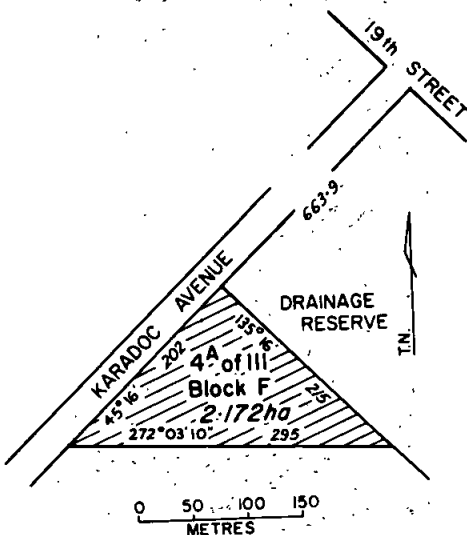 19th STREET
663·9
KARADOC AVENUE
DRAINAGE
RESERVE
T.N.
202
135° 16'
4A of III
Block F
2·172ha
215
45° 16'
272° 03' 10"
295
0 50 100 150
METRES